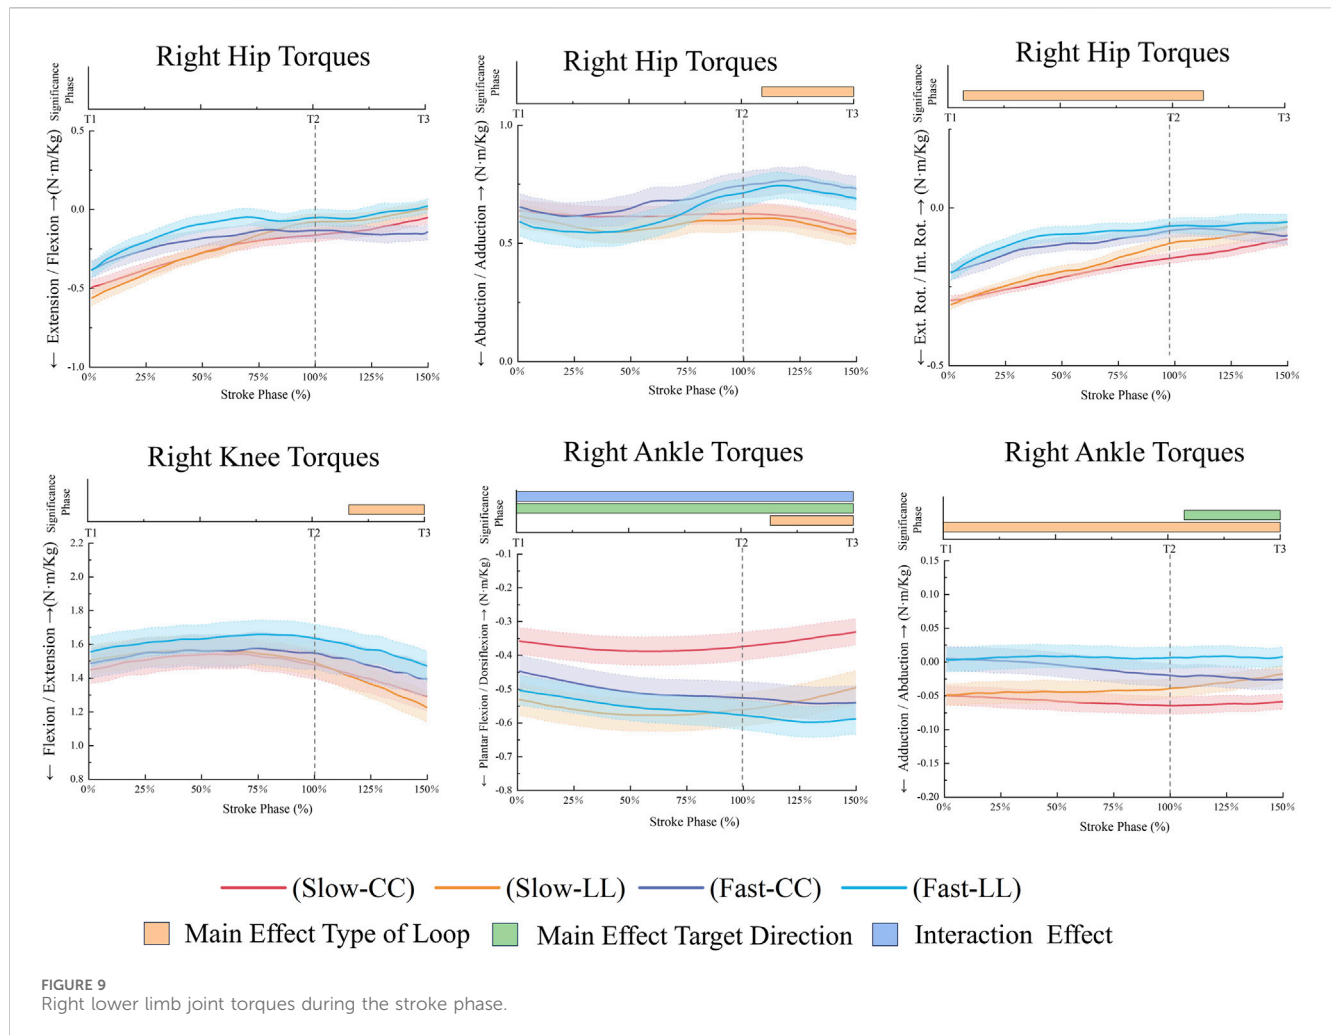 Right Hip Torques
Significance
Phase
T1
T2
T3
← Extension / Flexion →(N·m/Kg)
0.5
0.0
-0.5
-1.0
0%
25%
50%
75%
100%
125%
150%
Stroke Phase (%)
Right Hip Torques
Significance
Phase
T1
T2
T3
← Abduction / Adduction → (N·m/Kg)
1.0
0.5
0.0
0%
25%
50%
75%
100%
125%
150%
Stroke Phase (%)
Right Hip Torques
Significance
Phase
T1
T2
T3
← Ext. Rot. / Int. Rot. → (N·m/Kg)
0.0
-0.5
0%
25%
50%
75%
100%
125%
150%
Stroke Phase (%)
Right Knee Torques
Significance
Phase
T1
T2
T3
← Flexion / Extension →(N·m/Kg)
2.2
2.0
1.8
1.6
1.4
1.2
1.0
0.8
0%
25%
50%
75%
100%
125%
150%
Stroke Phase (%)
Right Ankle Torques
Significance
Phase
T1
T2
T3
← Plantar Flexion / Dorsiflexion → (N·m/Kg)
-0.1
-0.2
-0.3
-0.4
-0.5
-0.6
-0.7
-0.8
0%
25%
50%
75%
100%
125%
150%
Stroke Phase (%)
Right Ankle Torques
Significance
Phase
T1
T2
T3
← Adduction / Abduction → (N·m/Kg)
0.15
0.10
0.05
0.00
-0.05
-0.10
-0.15
-0.20
0%
25%
50%
75%
100%
125%
150%
Stroke Phase (%)
(Slow-CC) (Slow-LL) (Fast-CC) (Fast-LL)
Main Effect Type of Loop Main Effect Target Direction Interaction Effect
FIGURE 9
Right lower limb joint torques during the stroke phase.